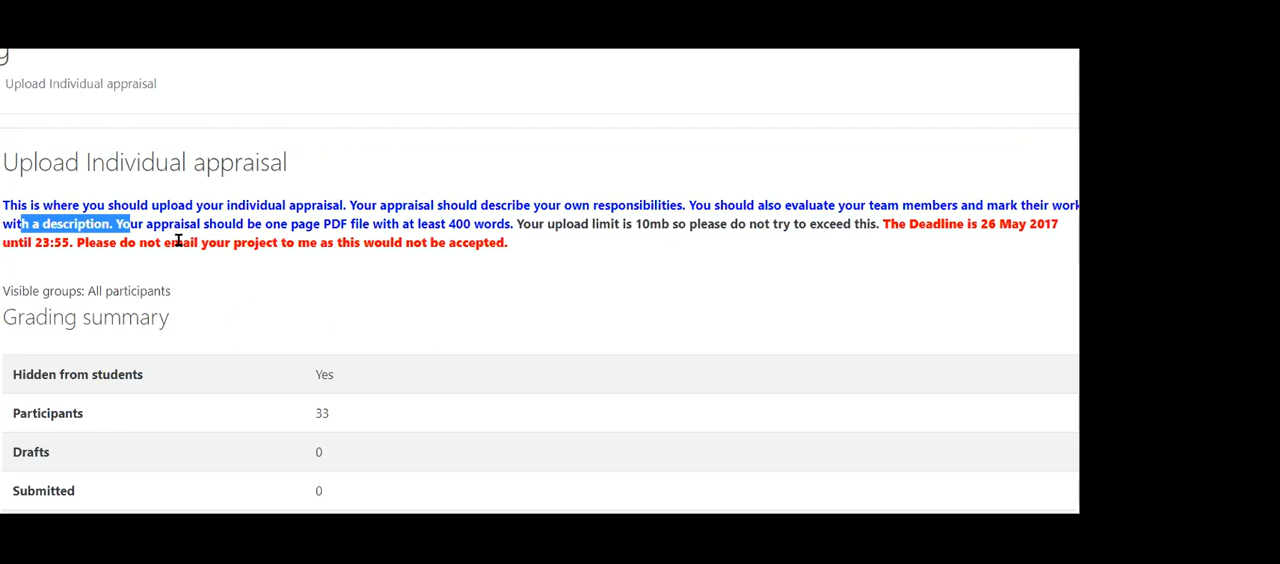 Upload Individual appraisal
Upload Individual appraisal
This is where you should upload your individual appraisal. Your appraisal should describe your own responsibilities. You should also evaluate your team members and mark their work
with a description. Your appraisal should be one page PDF file with at least 400 words. Your upload limit is 10mb so please do not try to exceed this. The Deadline is 26 May 2017
until 23:55. Please do not email your project to me as this would not be accepted.
Visible groups: All participants
Grading summary
Hidden from students Yes
Participants 33
Drafts 0
Submitted 0